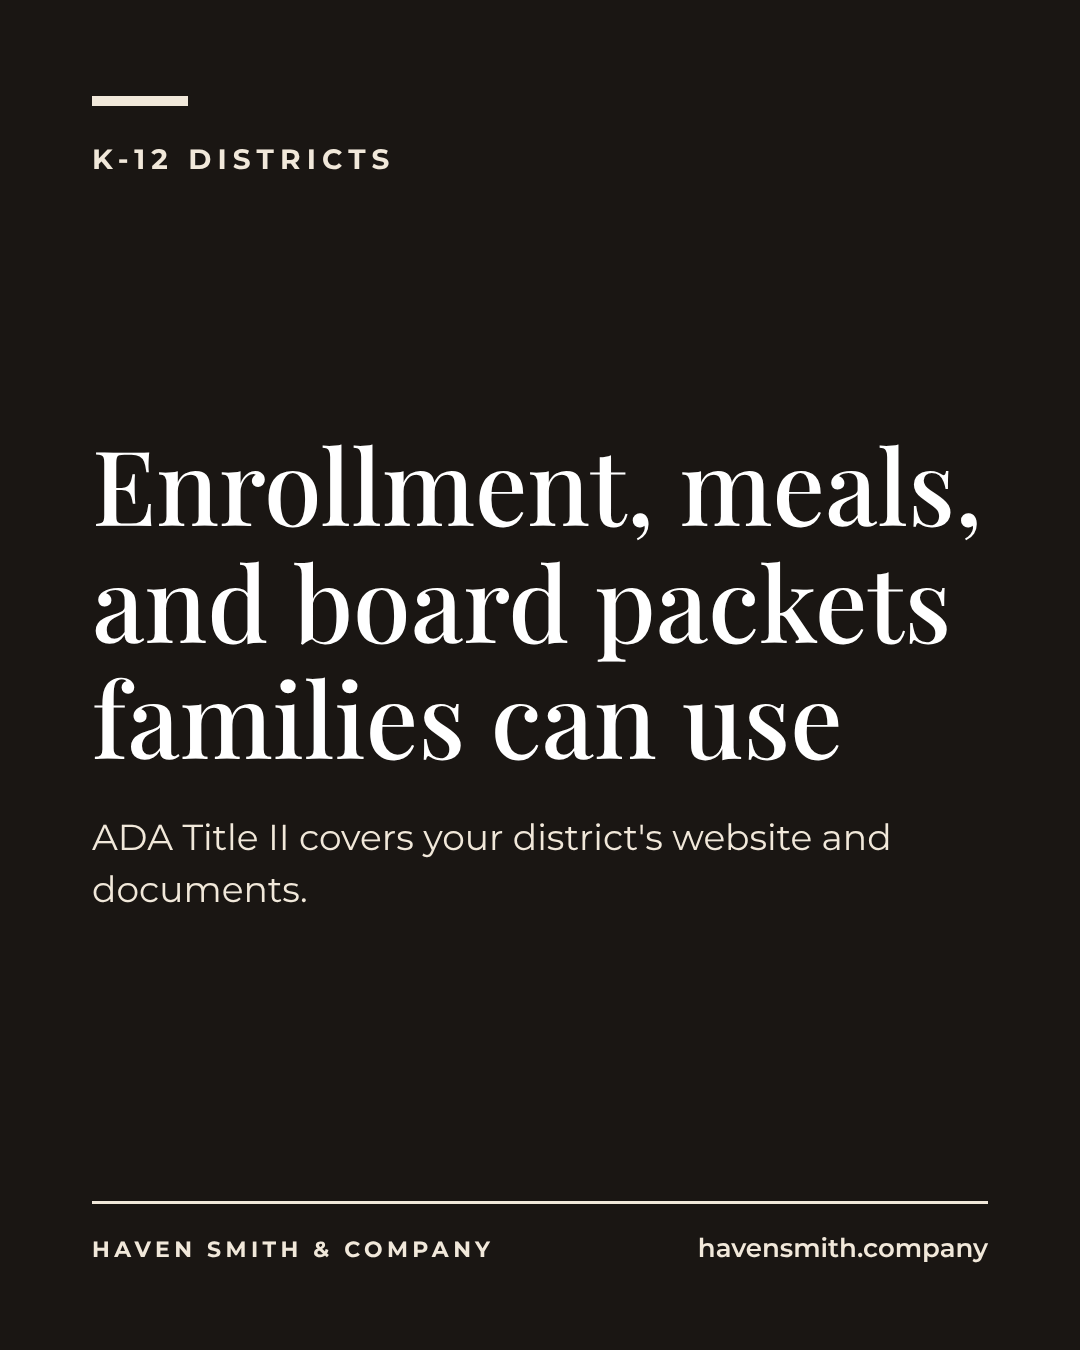 K-12 DISTRICTS
Enrollment, meals,
and board packets
families can use
ADA Title II covers your district's website and
documents.
HAVEN SMITH & COMPANY
havensmith.company